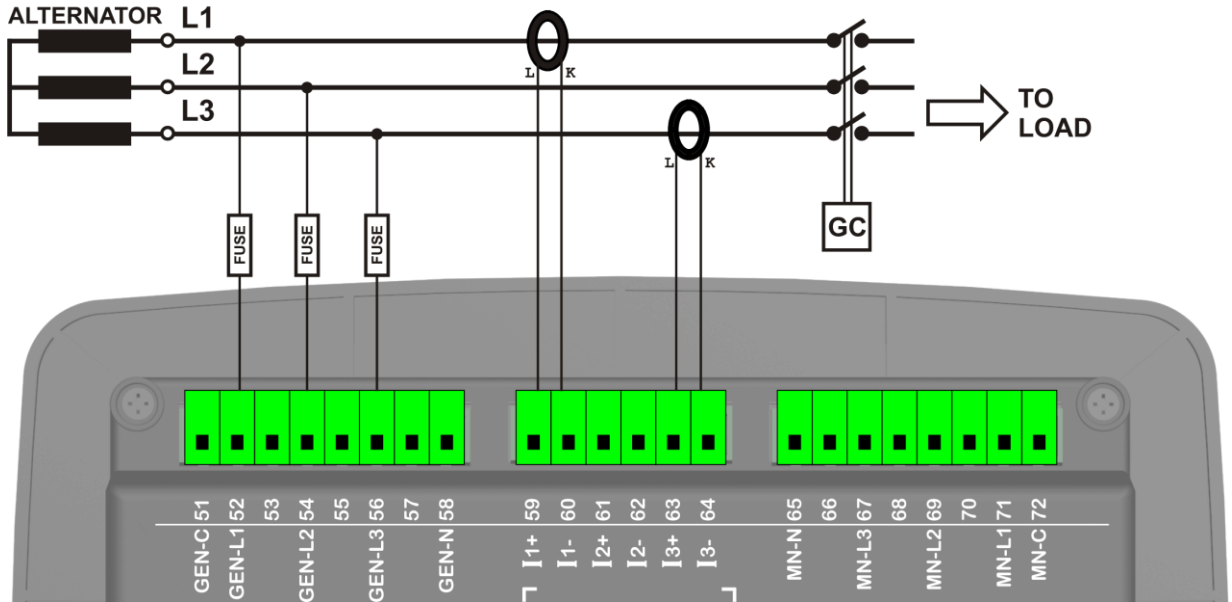 ALTERNATOR L1
L2
L3
L K
L K
TO
LOAD
FUSE
FUSE
FUSE
GC
GEN-C 51
GEN-L1 52
53
GEN-L2 54
55
GEN-L3 56
57
GEN-N 58
I1+ 59
I1- 60
I2+ 61
I2- 62
I3+ 63
I3- 64
MN-N 65
66
MN-L3 67
68
MN-L2 69
70
MN-L1 71
MN-C 72